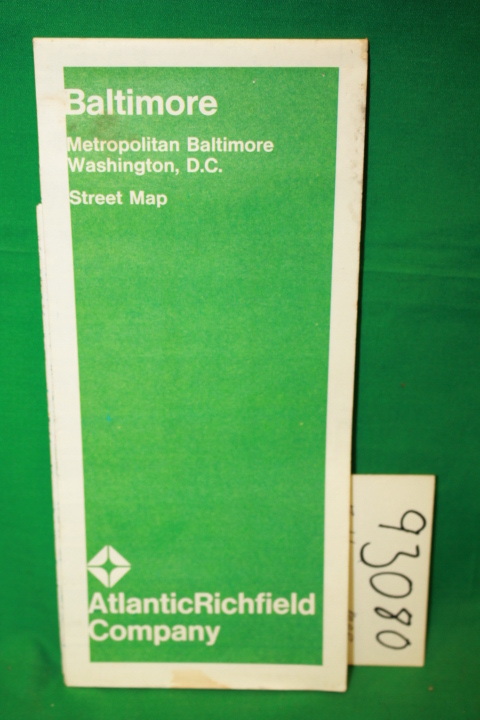 Baltimore
Metropolitan Baltimore
Washington, D.C.
Street Map
AtlanticRichfield
Company
93080